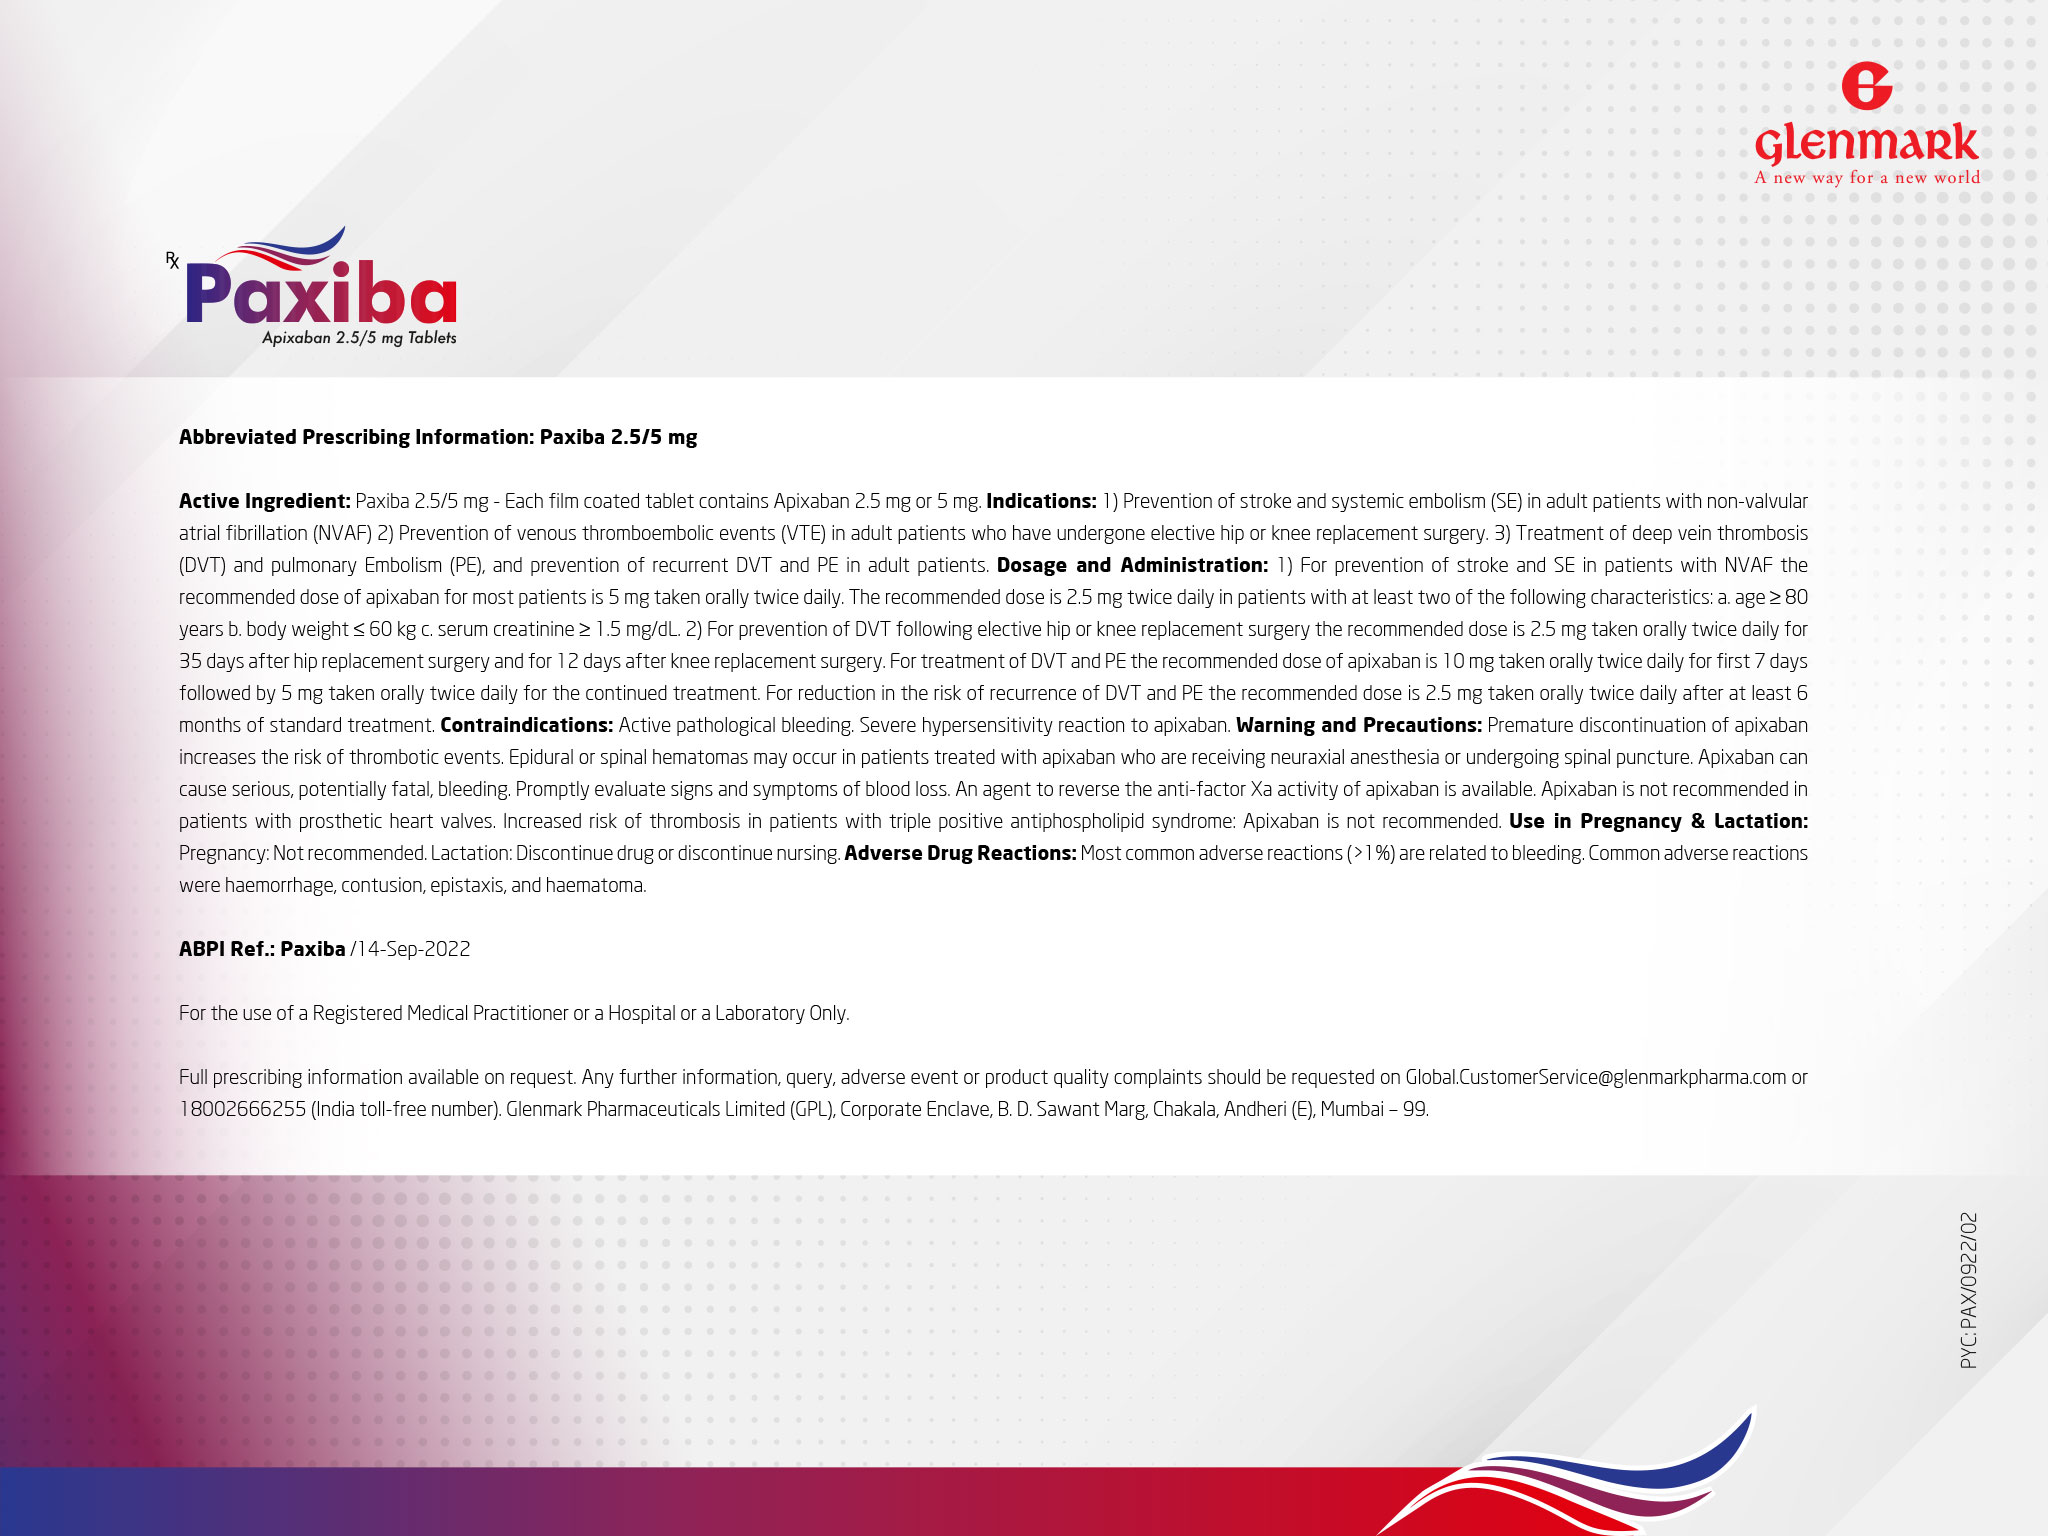 glenmark
A new way for a new world
Rx
Paxiba
Apixaban 2.5/5 mg Tablets
Abbreviated Prescribing Information: Paxiba 2.5/5 mg
Active Ingredient: Paxiba 2.5/5 mg - Each film coated tablet contains Apixaban 2.5 mg or 5 mg. Indications: 1) Prevention of stroke and systemic embolism (SE) in adult patients with non-valvular
atrial fibrillation (NVAF) 2) Prevention of venous thromboembolic events (VTE) in adult patients who have undergone elective hip or knee replacement surgery. 3) Treatment of deep vein thrombosis
(DVT) and pulmonary Embolism (PE), and prevention of recurrent DVT and PE in adult patients. Dosage and Administration: 1) For prevention of stroke and SE in patients with NVAF the
recommended dose of apixaban for most patients is 5 mg taken orally twice daily. The recommended dose is 2.5 mg twice daily in patients with at least two of the following characteristics: a. age ≥ 80
years b. body weight ≤ 60 kg c. serum creatinine ≥ 1.5 mg/dL. 2) For prevention of DVT following elective hip or knee replacement surgery the recommended dose is 2.5 mg taken orally twice daily for
35 days after hip replacement surgery and for 12 days after knee replacement surgery. For treatment of DVT and PE the recommended dose of apixaban is 10 mg taken orally twice daily for first 7 days
followed by 5 mg taken orally twice daily for the continued treatment. For reduction in the risk of recurrence of DVT and PE the recommended dose is 2.5 mg taken orally twice daily after at least 6
months of standard treatment. Contraindications: Active pathological bleeding. Severe hypersensitivity reaction to apixaban. Warning and Precautions: Premature discontinuation of apixaban
increases the risk of thrombotic events. Epidural or spinal hematomas may occur in patients treated with apixaban who are receiving neuraxial anesthesia or undergoing spinal puncture. Apixaban can
cause serious, potentially fatal, bleeding. Promptly evaluate signs and symptoms of blood loss. An agent to reverse the anti-factor Xa activity of apixaban is available. Apixaban is not recommended in
patients with prosthetic heart valves. Increased risk of thrombosis in patients with triple positive antiphospholipid syndrome: Apixaban is not recommended. Use in Pregnancy & Lactation:
Pregnancy: Not recommended. Lactation: Discontinue drug or discontinue nursing. Adverse Drug Reactions: Most common adverse reactions (>1%) are related to bleeding. Common adverse reactions
were haemorrhage, contusion, epistaxis, and haematoma.
ABPI Ref.: Paxiba /14-Sep-2022
For the use of a Registered Medical Practitioner or a Hospital or a Laboratory Only.
Full prescribing information available on request. Any further information, query, adverse event or product quality complaints should be requested on Global.CustomerService@glenmarkpharma.com or
18002666255 (India toll-free number). Glenmark Pharmaceuticals Limited (GPL), Corporate Enclave, B. D. Sawant Marg, Chakala, Andheri (E), Mumbai – 99.
PYC: PAX/0922/02